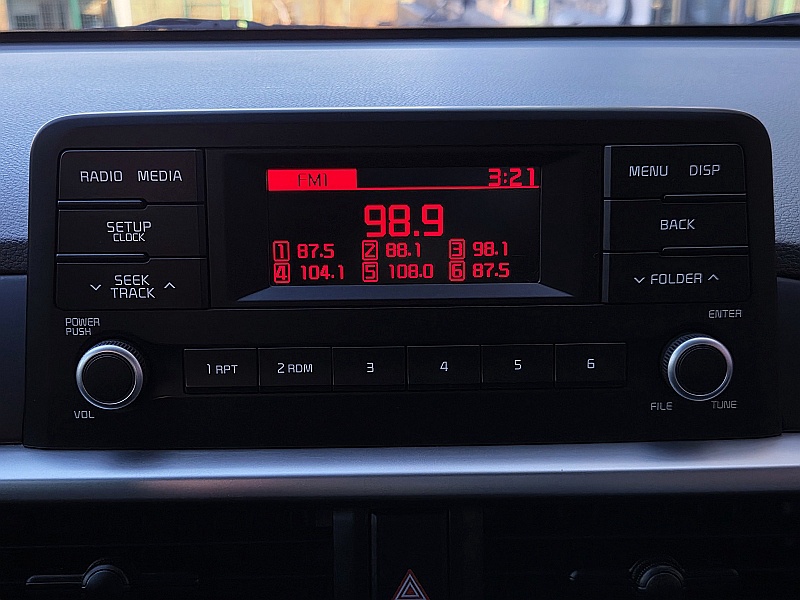 RADIO MEDIA
SETUP
CLOCK
SEEK
TRACK
FM1 3:21
98.9
1 87.5 2 88.1 3 98.1
4 104.1 5 108.0 6 87.5
MENU DISP
BACK
FOLDER
POWER
PUSH
VOL
1 RPT 2 RDM 3 4 5 6
ENTER
FILE TUNE